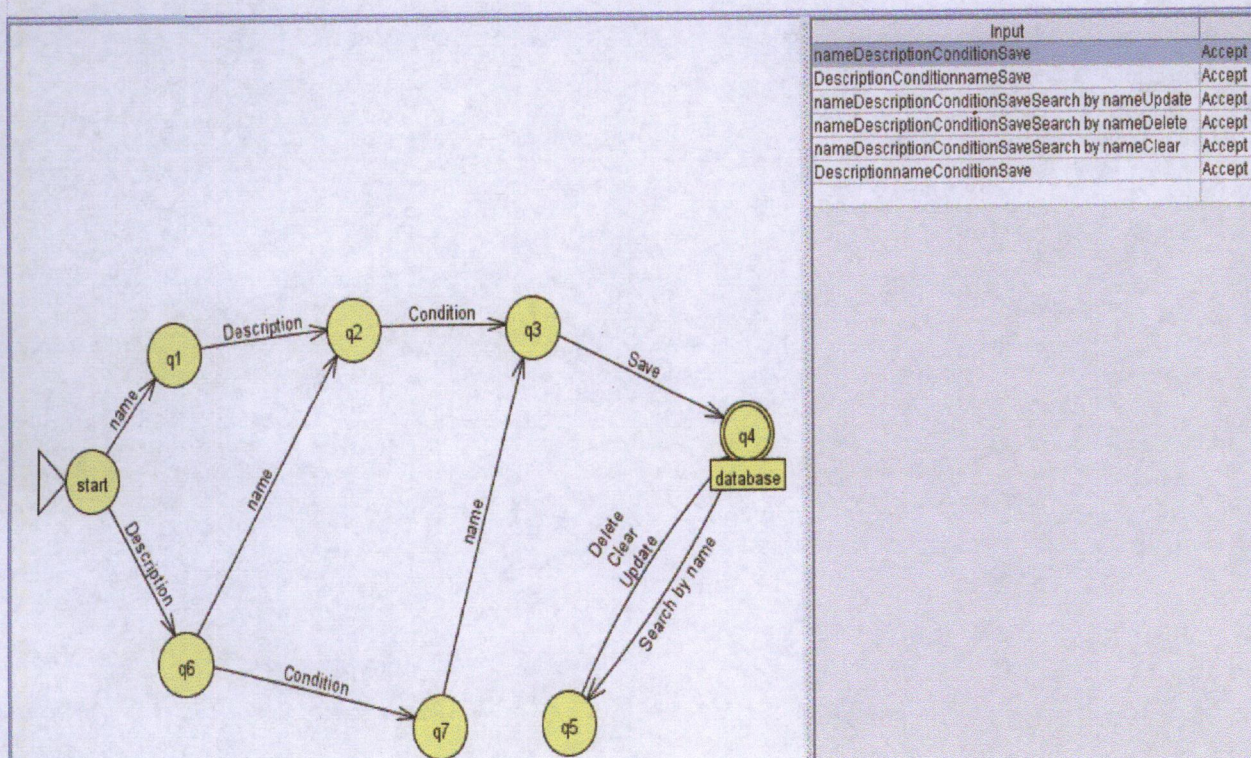 Input
nameDescriptionConditionSave Accept
DescriptionConditionnameSave Accept
nameDescriptionConditionSaveSearch by nameUpdate Accept
nameDescriptionConditionSaveSearch by nameDelete Accept
nameDescriptionConditionSaveSearch by nameClear Accept
DescriptionnameConditionSave Accept
q1
Description
q2
Condition
q3
Save
q4
database
name
start
Description
name
name
Delete
Clear
Update
Search by name
q6
Condition
q7
q5